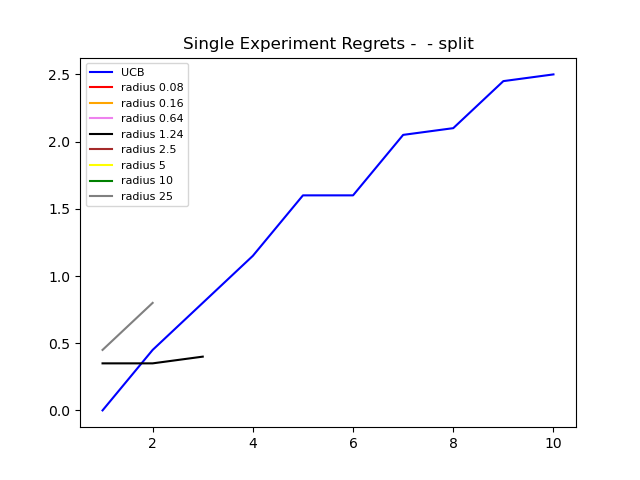 Single Experiment Regrets -  - split
UCB
radius 0.08
radius 0.16
radius 0.64
radius 1.24
radius 2.5
radius 5
radius 10
radius 25
2.5
2.0
1.5
1.0
0.5
0.0
2 4 6 8 10